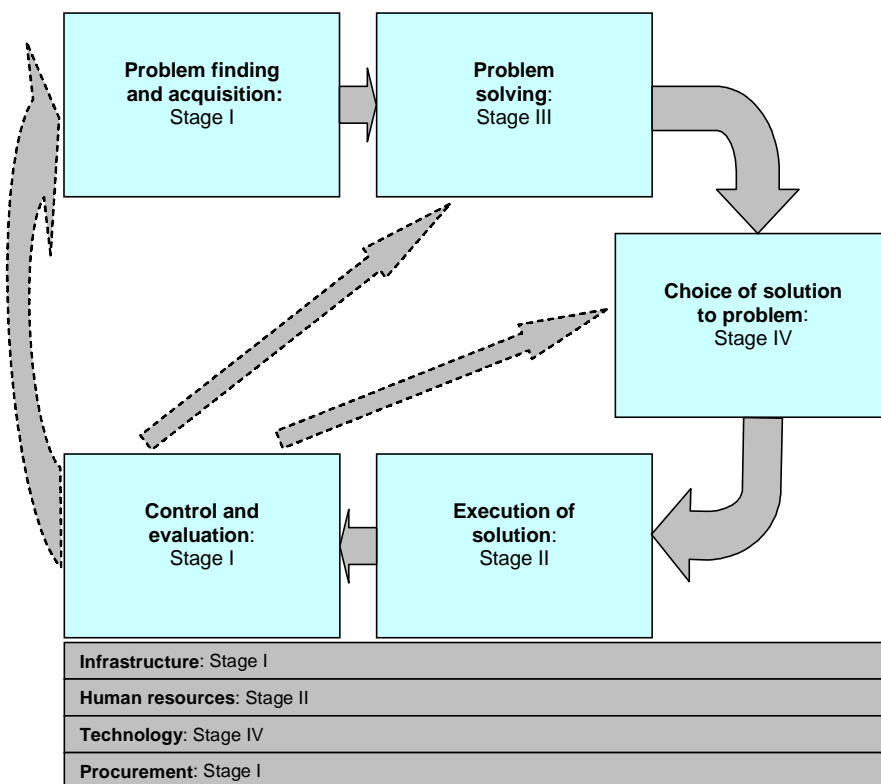 Problem finding
and acquisition:
Stage I
Problem
solving:
Stage III
Choice of solution
to problem:
Stage IV
Control and
evaluation:
Stage I
Execution of
solution:
Stage II
Infrastructure: Stage I
Human resources: Stage II
Technology: Stage IV
Procurement: Stage I